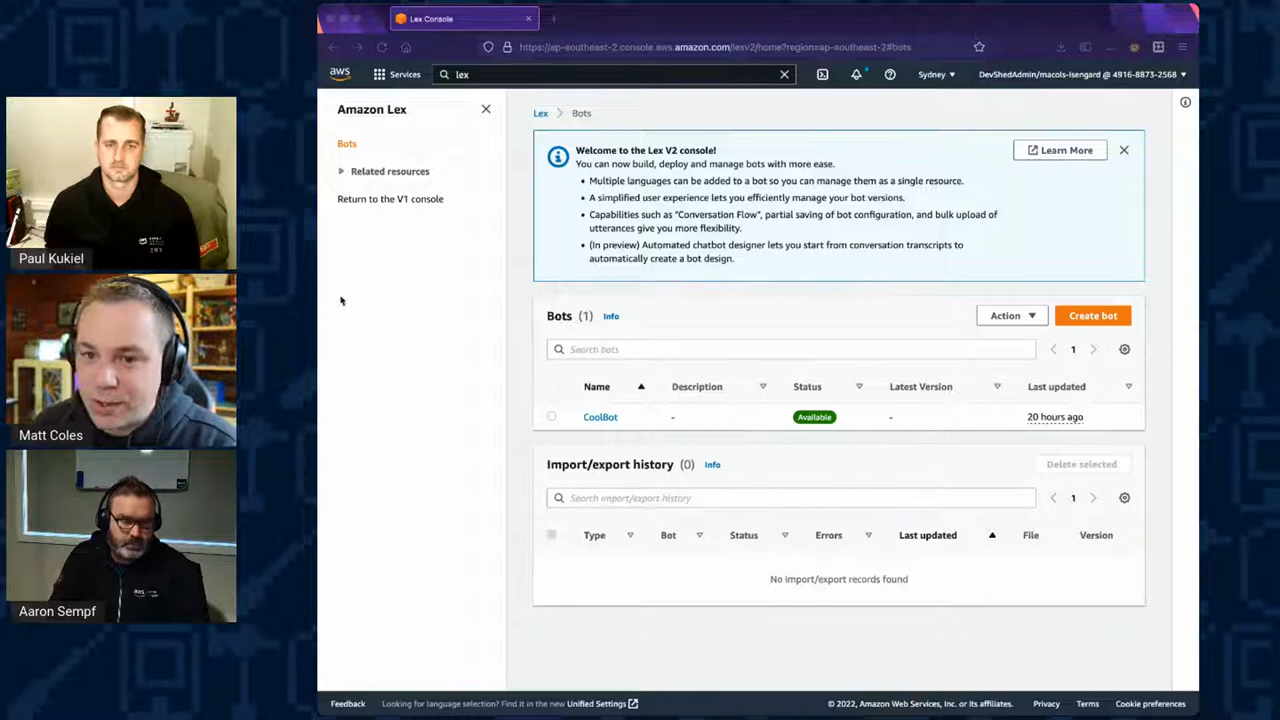 Lex Console
https://ap-southeast-2.console.aws.amazon.com/lexv2/home?region=ap-southeast-2#bots
aws
Services
lex
Sydney
DevShedAdmin/macols-Isengard @ 4916-8873-2568
Amazon Lex
Bots
Related resources
Return to the V1 console
Lex
Bots
Welcome to the Lex V2 console!
You can now build, deploy and manage bots with more ease.
• Multiple languages can be added to a bot so you can manage them as a single resource.
• A simplified user experience lets you efficiently manage your bot versions.
• Capabilities such as "Conversation Flow", partial saving of bot configuration, and bulk upload of
utterances give you more flexibility.
• (In preview) Automated chatbot designer lets you start from conversation transcripts to
automatically create a bot design.
Learn More
Bots (1) Info
Action
Create bot
Search bots
1
Name Description Status Latest Version Last updated
CoolBot - Available - 20 hours ago
Import/export history (0) Info
Delete selected
Search import/export history
1
Type Bot Status Errors Last updated File Version
No import/export records found
Feedback
Looking for language selection? Find it in the new Unified Settings
© 2022, Amazon Web Services, Inc. or its affiliates.
Privacy
Terms
Cookie preferences
Paul Kukiel
Matt Coles
aws
Aaron Sempf